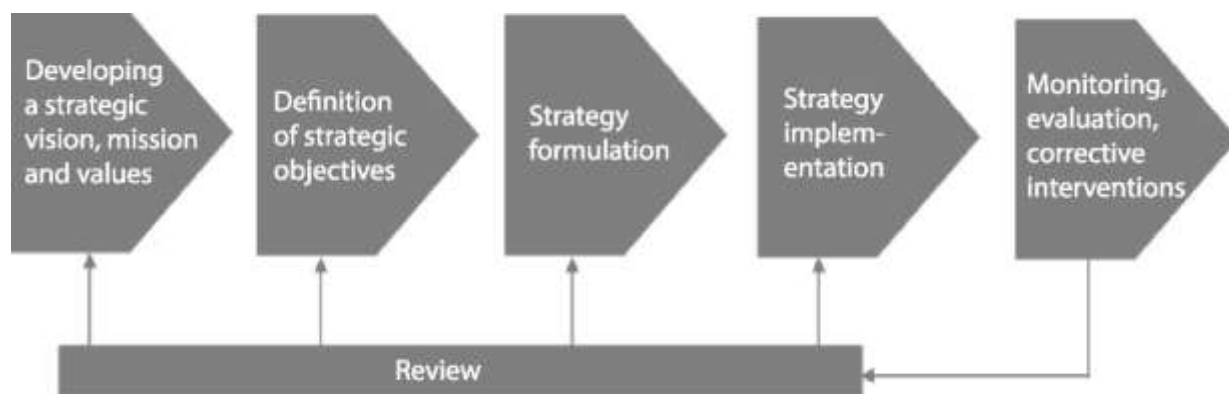 Developing
a strategic
vision, mission
and values
Definition
of strategic
objectives
Strategy
formulation
Strategy
implem-
entation
Monitoring,
evaluation,
corrective
interventions
Review